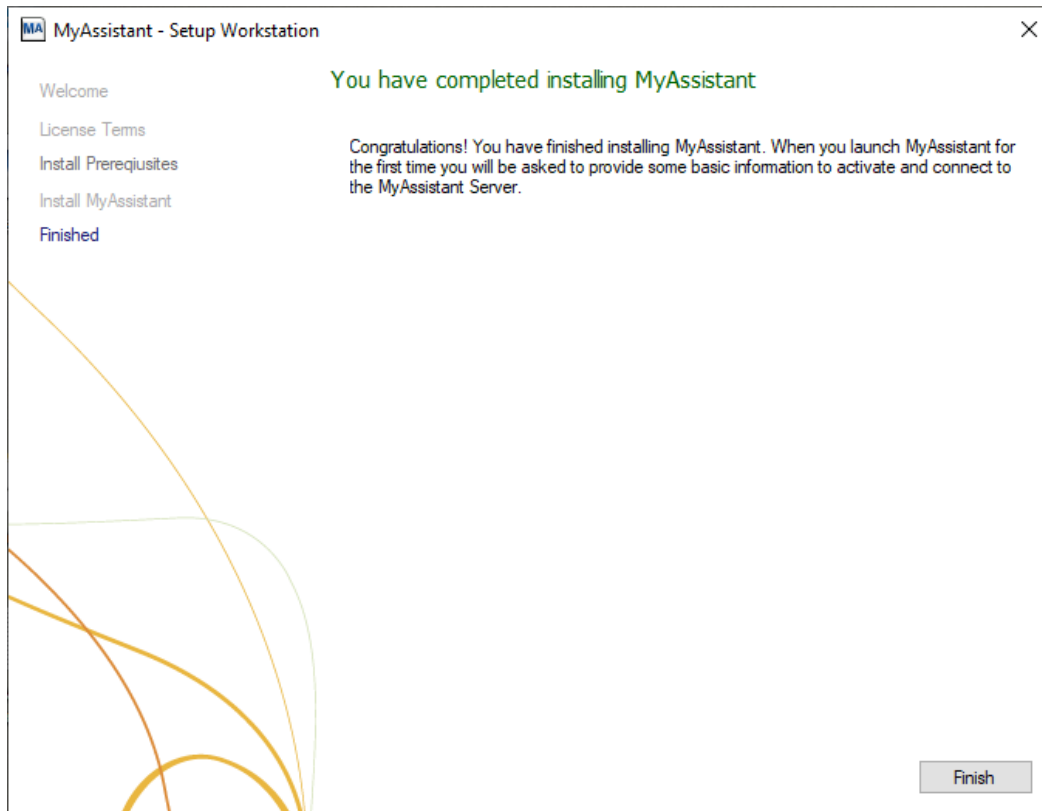 MA MyAssistant - Setup Workstation
Welcome
License Terms
Install Prereqiusites
Install MyAssistant
Finished
You have completed installing MyAssistant
Congratulations! You have finished installing MyAssistant. When you launch MyAssistant for
the first time you will be asked to provide some basic information to activate and connect to
the MyAssistant Server.
Finish